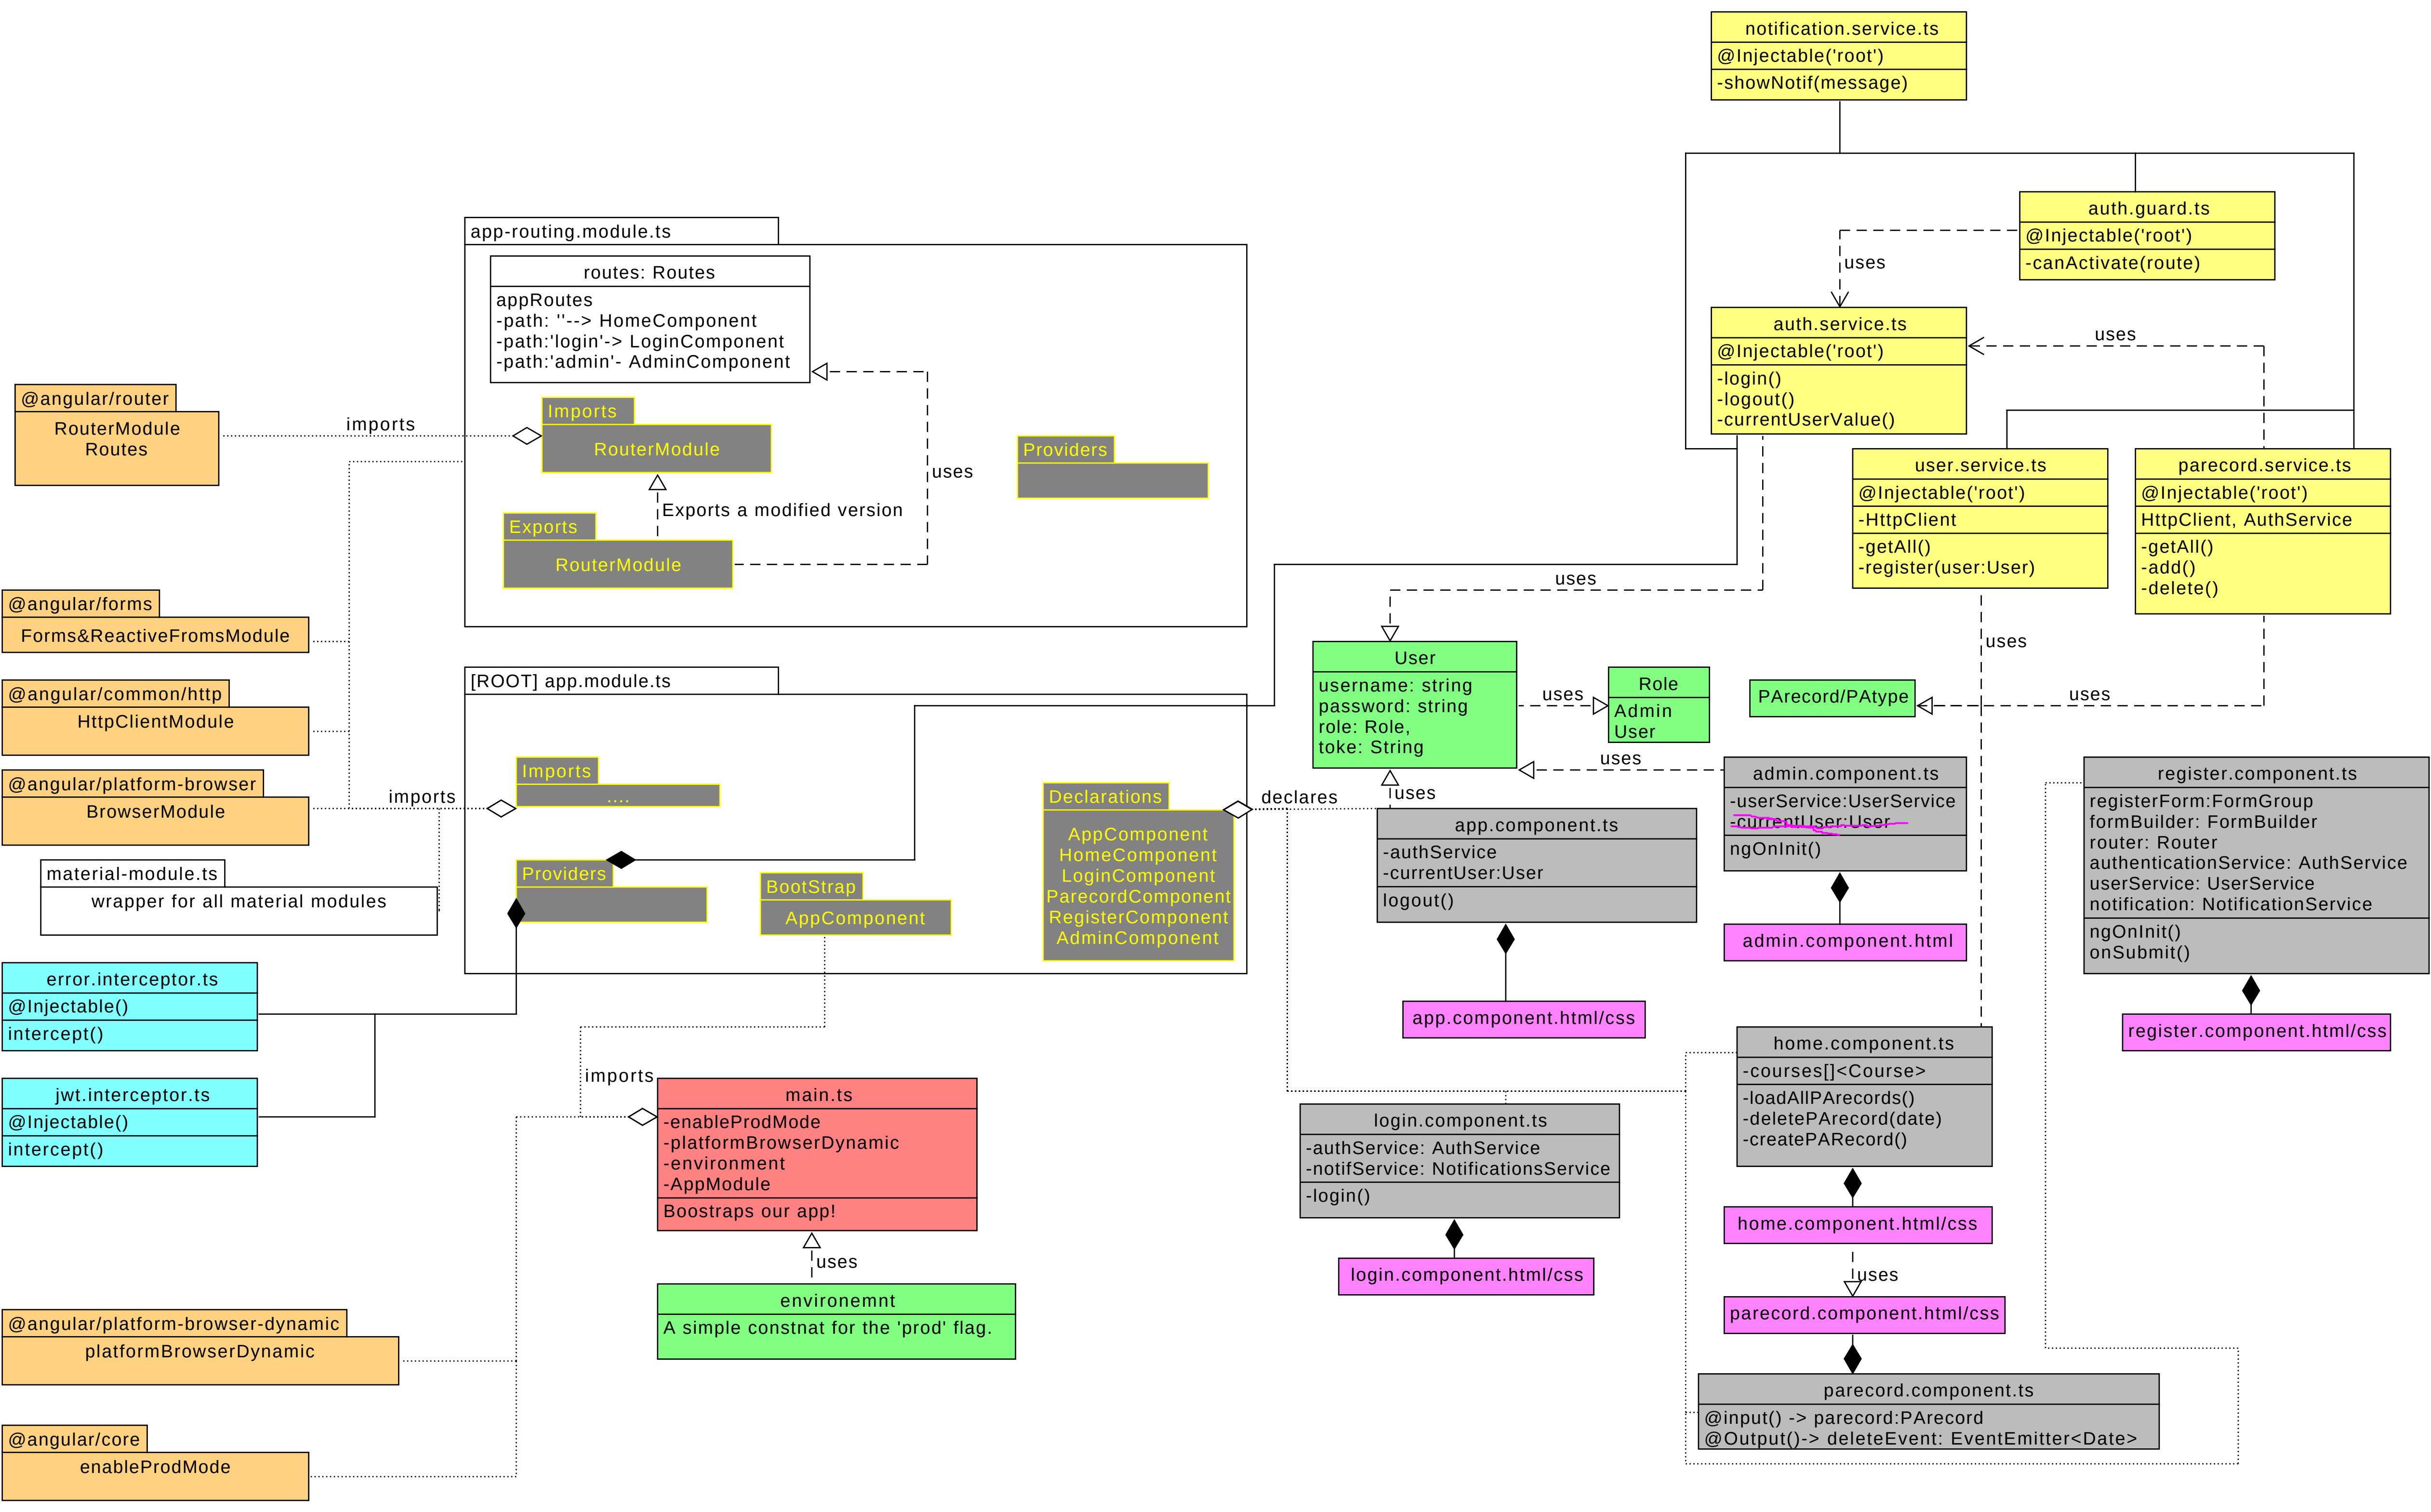 notification.service.ts
@Injectable('root')
-showNotif(message)
auth.guard.ts
@Injectable('root')
-canActivate(route)
uses
auth.service.ts
@Injectable('root')
-login()
-logout()
-currentUserValue()
uses
user.service.ts
@Injectable('root')
-HttpClient
-getAll()
-register(user:User)
parecord.service.ts
@Injectable('root')
HttpClient, AuthService
-getAll()
-add()
-delete()
app-routing.module.ts
routes: Routes
appRoutes
-path: ''--> HomeComponent
-path:'login'-> LoginComponent
-path:'admin'- AdminComponent
Imports
RouterModule
Exports a modified version
Exports
RouterModule
uses
Providers
@angular/router
RouterModule
Routes
imports
@angular/forms
Forms&ReactiveFromsModule
@angular/common/http
HttpClientModule
@angular/platform-browser
BrowserModule
imports
material-module.ts
wrapper for all material modules
[ROOT] app.module.ts
Imports
....
Providers
BootStrap
AppComponent
Declarations
AppComponent
HomeComponent
LoginComponent
ParecordComponent
RegisterComponent
AdminComponent
declares
uses
User
username: string
password: string
role: Role,
toke: String
uses
Role
Admin
User
PArecord/PAtype
uses
uses
uses
uses
app.component.ts
-authService
-currentUser:User
logout()
app.component.html/css
admin.component.ts
-userService:UserService
-currentUser:User
ngOnInit()
admin.component.html
register.component.ts
registerForm:FormGroup
formBuilder: FormBuilder
router: Router
authenticationService: AuthService
userService: UserService
notification: NotificationService
ngOnInit()
onSubmit()
register.component.html/css
error.interceptor.ts
@Injectable()
intercept()
jwt.interceptor.ts
@Injectable()
intercept()
imports
main.ts
-enableProdMode
-platformBrowserDynamic
-environment
-AppModule
Boostraps our app!
uses
environemnt
A simple constnat for the 'prod' flag.
login.component.ts
-authService: AuthService
-notifService: NotificationsService
-login()
login.component.html/css
home.component.ts
-courses[]<Course>
-loadAllPArecords()
-deletePArecord(date)
-createPARecord()
home.component.html/css
uses
parecord.component.html/css
parecord.component.ts
@input() -> parecord:PArecord
@Output()-> deleteEvent: EventEmitter<Date>
@angular/platform-browser-dynamic
platformBrowserDynamic
@angular/core
enableProdMode